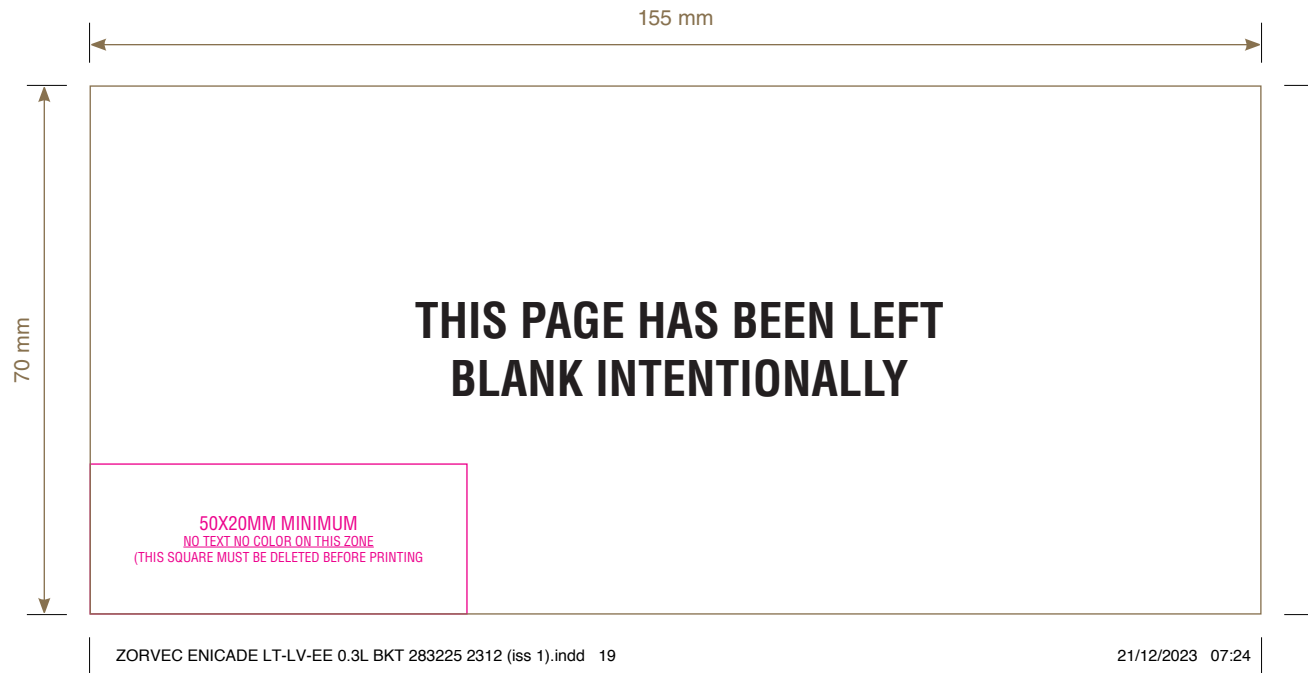 155 mm
70 mm
THIS PAGE HAS BEEN LEFT
BLANK INTENTIONALLY
50X20MM MINIMUM
NO TEXT NO COLOR ON THIS ZONE
(THIS SQUARE MUST BE DELETED BEFORE PRINTING
ZORVEC ENICADE LT-LV-EE 0.3L BKT 283225 2312 (iss 1).indd 19 21/12/2023 07:24